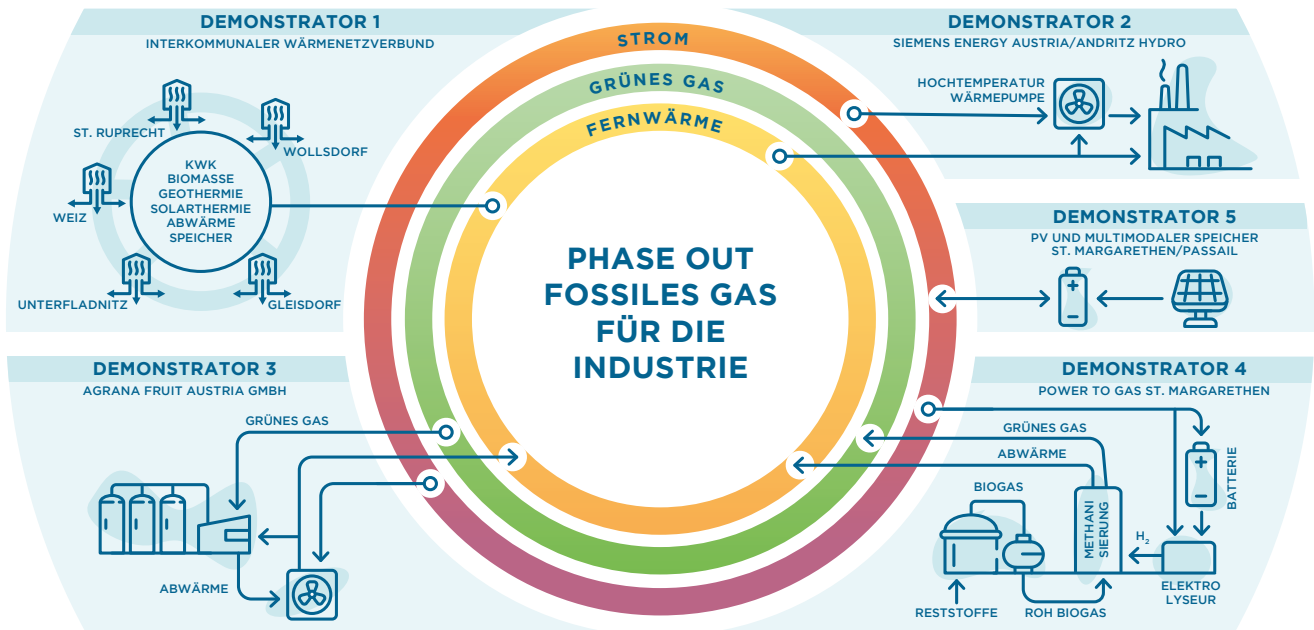 DEMONSTRATOR 1
INTERKOMMUNALER WÄRMENETZVERBUND
ST. RUPRECHT
WOLLSDORF
WEIZ
KWK
BIOMASSE
GEOTHERMIE
SOLARTHERMIE
ABWÄRME
SPEICHER
UNTERFLADNITZ
GLEISDORF
STROM
GRÜNES GAS
FERNWÄRME
PHASE OUT
FOSSILES GAS
FÜR DIE
INDUSTRIE
DEMONSTRATOR 2
SIEMENS ENERGY AUSTRIA/ANDRITZ HYDRO
HOCHTEMPERATUR
WÄRMEPUMPE
DEMONSTRATOR 5
PV UND MULTIMODALER SPEICHER
ST. MARGARETHEN/PASSAIL
+
−
DEMONSTRATOR 3
AGRANA FRUIT AUSTRIA GMBH
GRÜNES GAS
ABWÄRME
DEMONSTRATOR 4
POWER TO GAS ST. MARGARETHEN
GRÜNES GAS
ABWÄRME
BIOGAS
METHANI
SIERUNG
H₂
+
−
BATTERIE
ELEKTRO
LYSEUR
RESTSTOFFE
ROH BIOGAS